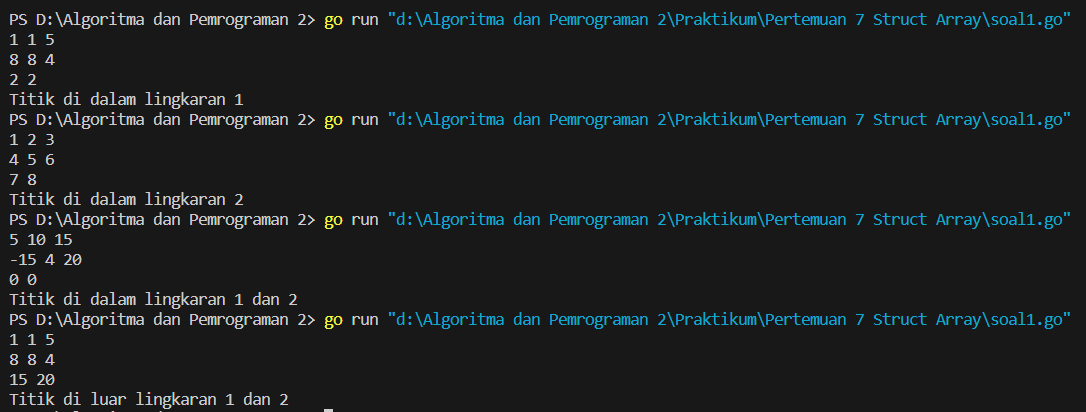 PS D:\Algoritma dan Pemrograman 2> go run "d:\Algoritma dan Pemrograman 2\Praktikum\Pertemuan 7 Struct Array\soal1.go"
1 1 5
8 8 4
2 2
Titik di dalam lingkaran 1
PS D:\Algoritma dan Pemrograman 2> go run "d:\Algoritma dan Pemrograman 2\Praktikum\Pertemuan 7 Struct Array\soal1.go"
1 2 3
4 5 6
7 8
Titik di dalam lingkaran 2
PS D:\Algoritma dan Pemrograman 2> go run "d:\Algoritma dan Pemrograman 2\Praktikum\Pertemuan 7 Struct Array\soal1.go"
5 10 15
-15 4 20
0 0
Titik di dalam lingkaran 1 dan 2
PS D:\Algoritma dan Pemrograman 2> go run "d:\Algoritma dan Pemrograman 2\Praktikum\Pertemuan 7 Struct Array\soal1.go"
1 1 5
8 8 4
15 20
Titik di luar lingkaran 1 dan 2